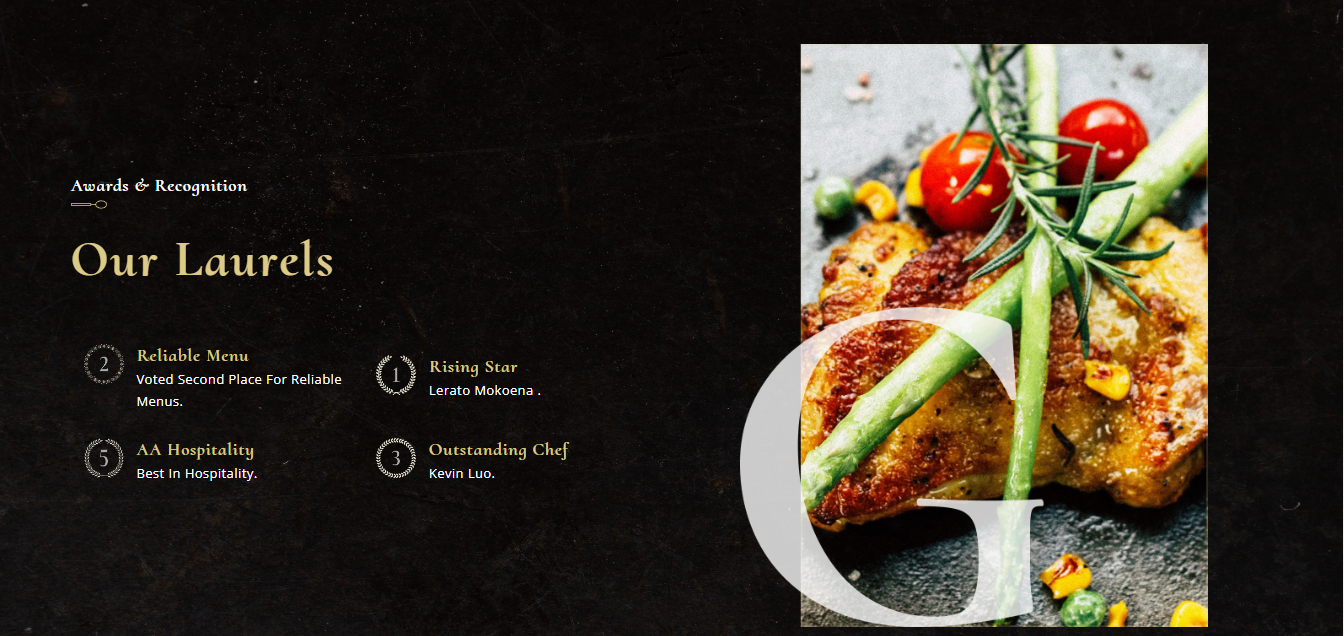 Awards & Recognition
Our Laurels
2
Reliable Menu
Voted Second Place For Reliable
Menus.
1
Rising Star
Lerato Mokoena .
5
AA Hospitality
Best In Hospitality.
3
Outstanding Chef
Kevin Luo.
G